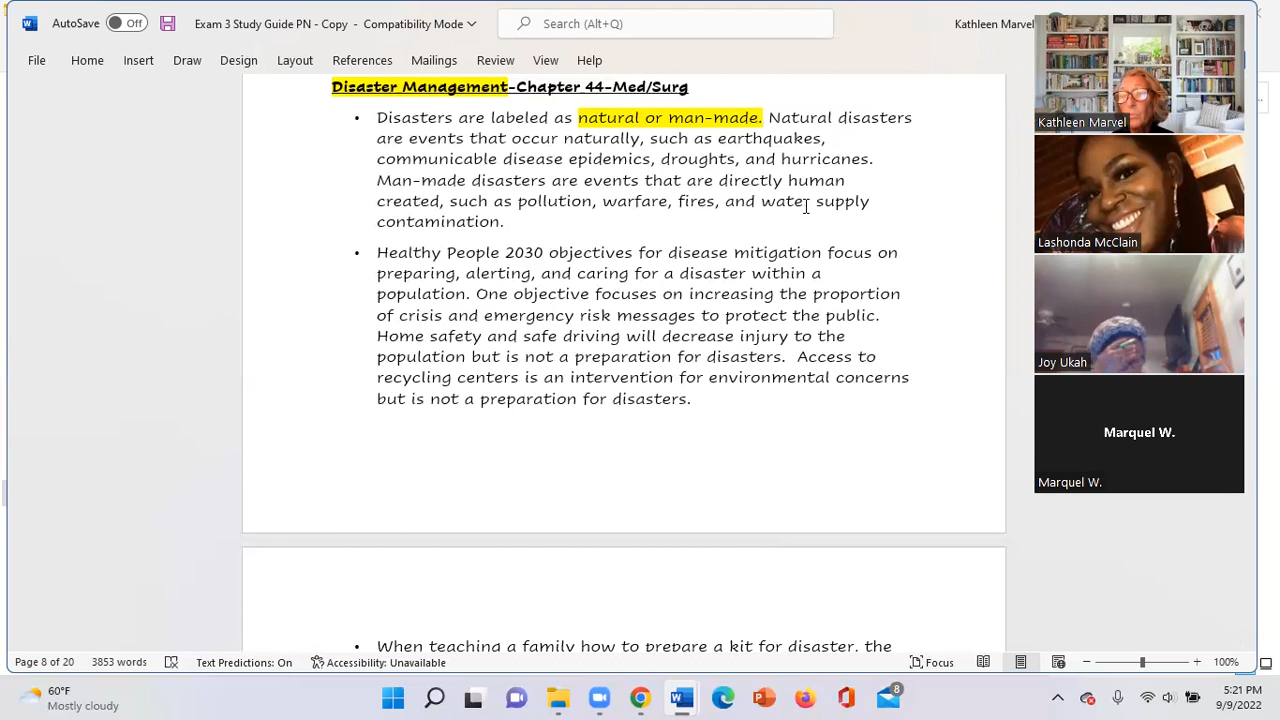 AutoSave Off Exam 3 Study Guide PN - Copy - Compatibility Mode Search (Alt+Q) Kathleen Marvel
File Home Insert Draw Design Layout References Mailings Review View Help
Disaster Management-Chapter 44-Med/Surg
• Disasters are labeled as natural or man-made. Natural disasters
are events that occur naturally, such as earthquakes,
communicable disease epidemics, droughts, and hurricanes.
Man-made disasters are events that are directly human
created, such as pollution, warfare, fires, and water supply
contamination.
• Healthy People 2030 objectives for disease mitigation focus on
preparing, alerting, and caring for a disaster within a
population. One objective focuses on increasing the proportion
of crisis and emergency risk messages to protect the public.
Home safety and safe driving will decrease injury to the
population but is not a preparation for disasters. Access to
recycling centers is an intervention for environmental concerns
but is not a preparation for disasters.
• When teaching a family how to prepare a kit for disaster, the
Kathleen Marvel
Lashonda McClain
Joy Ukah
Marquel W.
Marquel W.
Page 8 of 20 3853 words Text Predictions: On Accessibility: Unavailable Focus 100%
60°F
Mostly cloudy
8
5:21 PM
9/9/2022